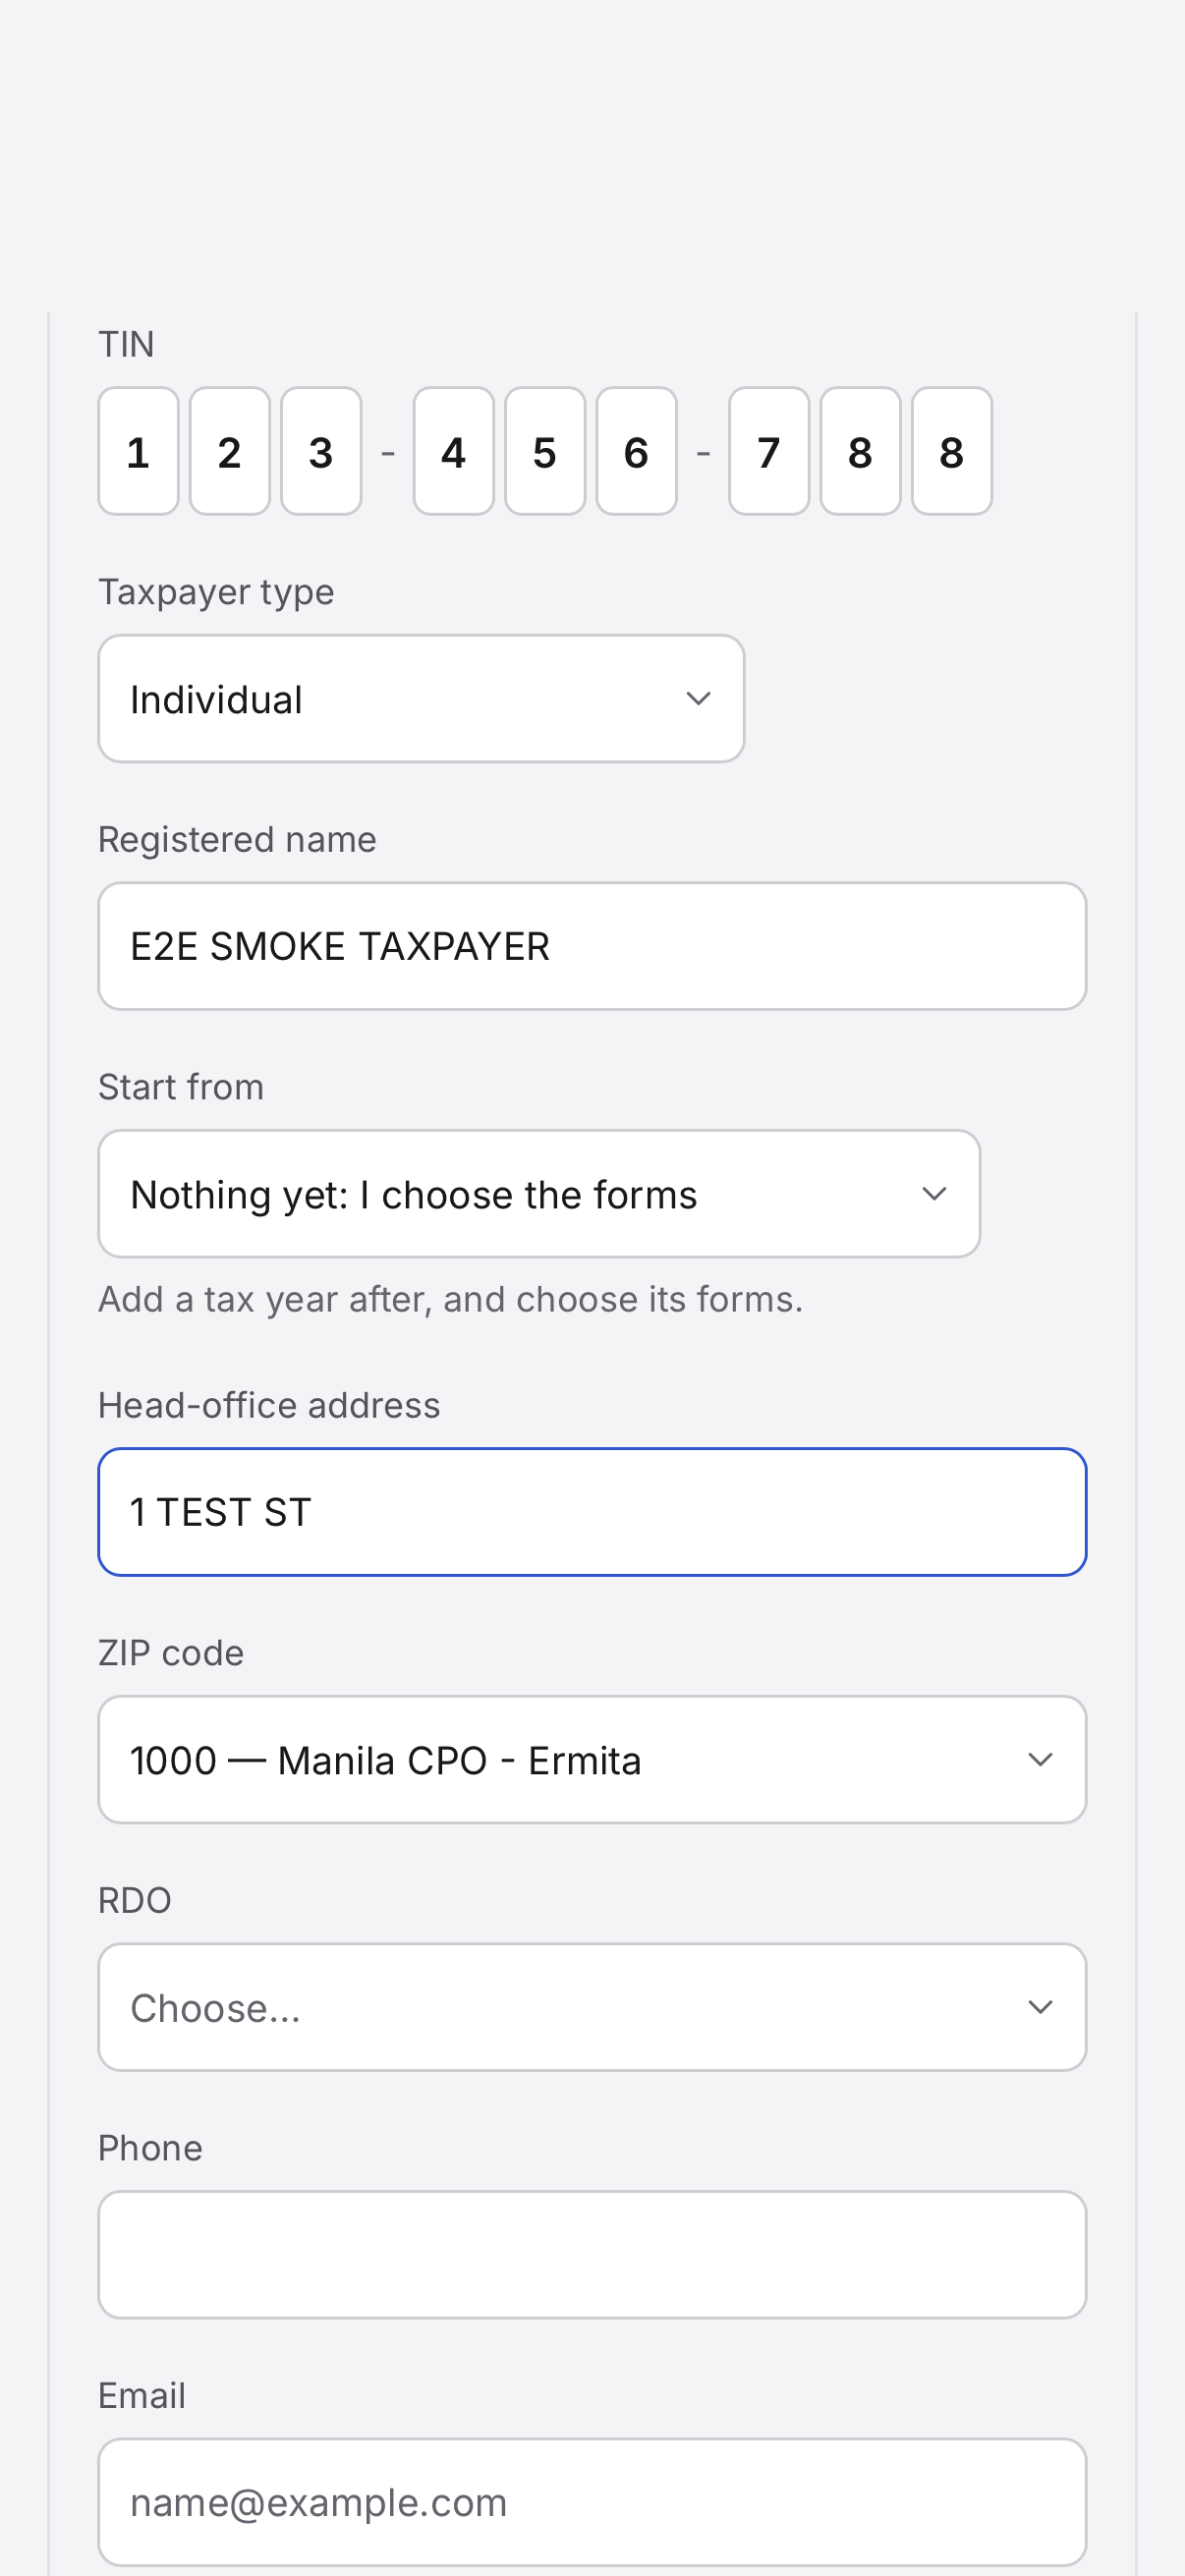 TIN
1 2 3 - 4 5 6 - 7 8 8
Taxpayer type
Individual
Registered name
E2E SMOKE TAXPAYER
Start from
Nothing yet: I choose the forms
Add a tax year after, and choose its forms.
Head-office address
1 TEST ST
ZIP code
1000 — Manila CPO - Ermita
RDO
Choose...
Phone
Email
name@example.com